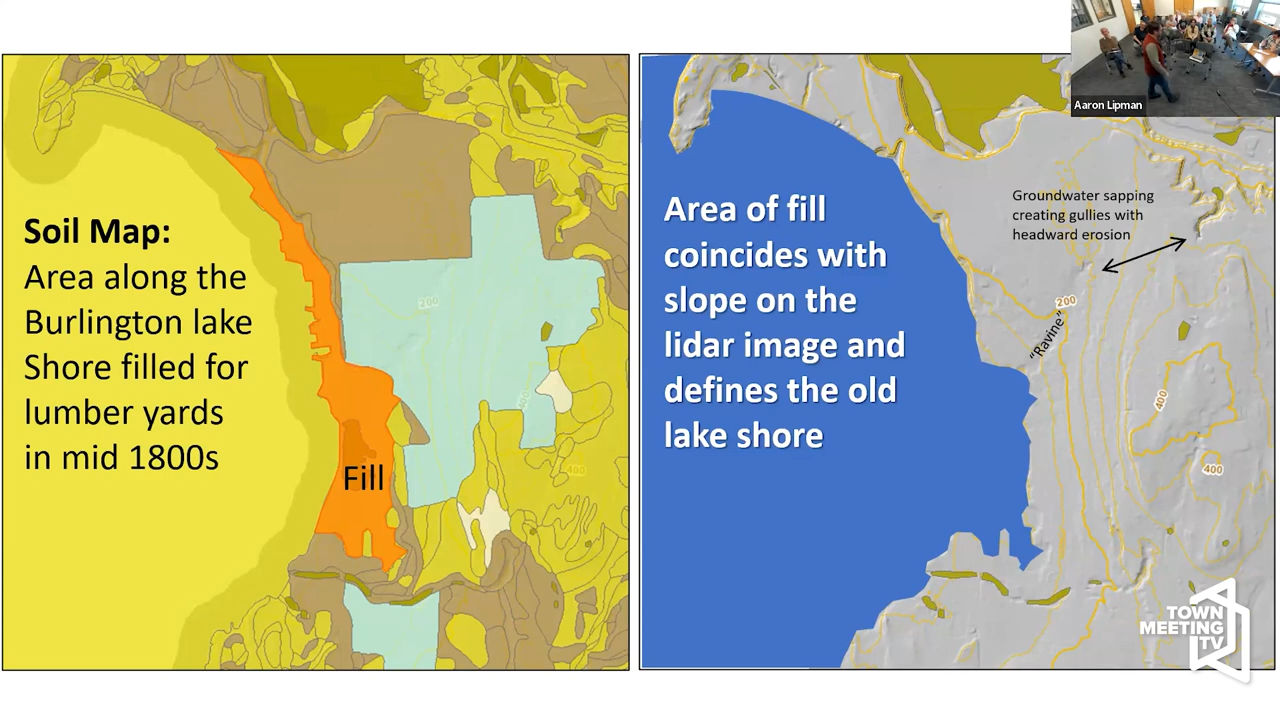 Soil Map:
Area along the
Burlington lake
Shore filled for
lumber yards
in mid 1800s
200
400
400
Fill
Area of fill
coincides with
slope on the
lidar image and
defines the old
lake shore
Groundwater sapping
creating gullies with
headward erosion
200
"Ravine"
400
400
Aaron Lipman
TOWN
MEETING
TV